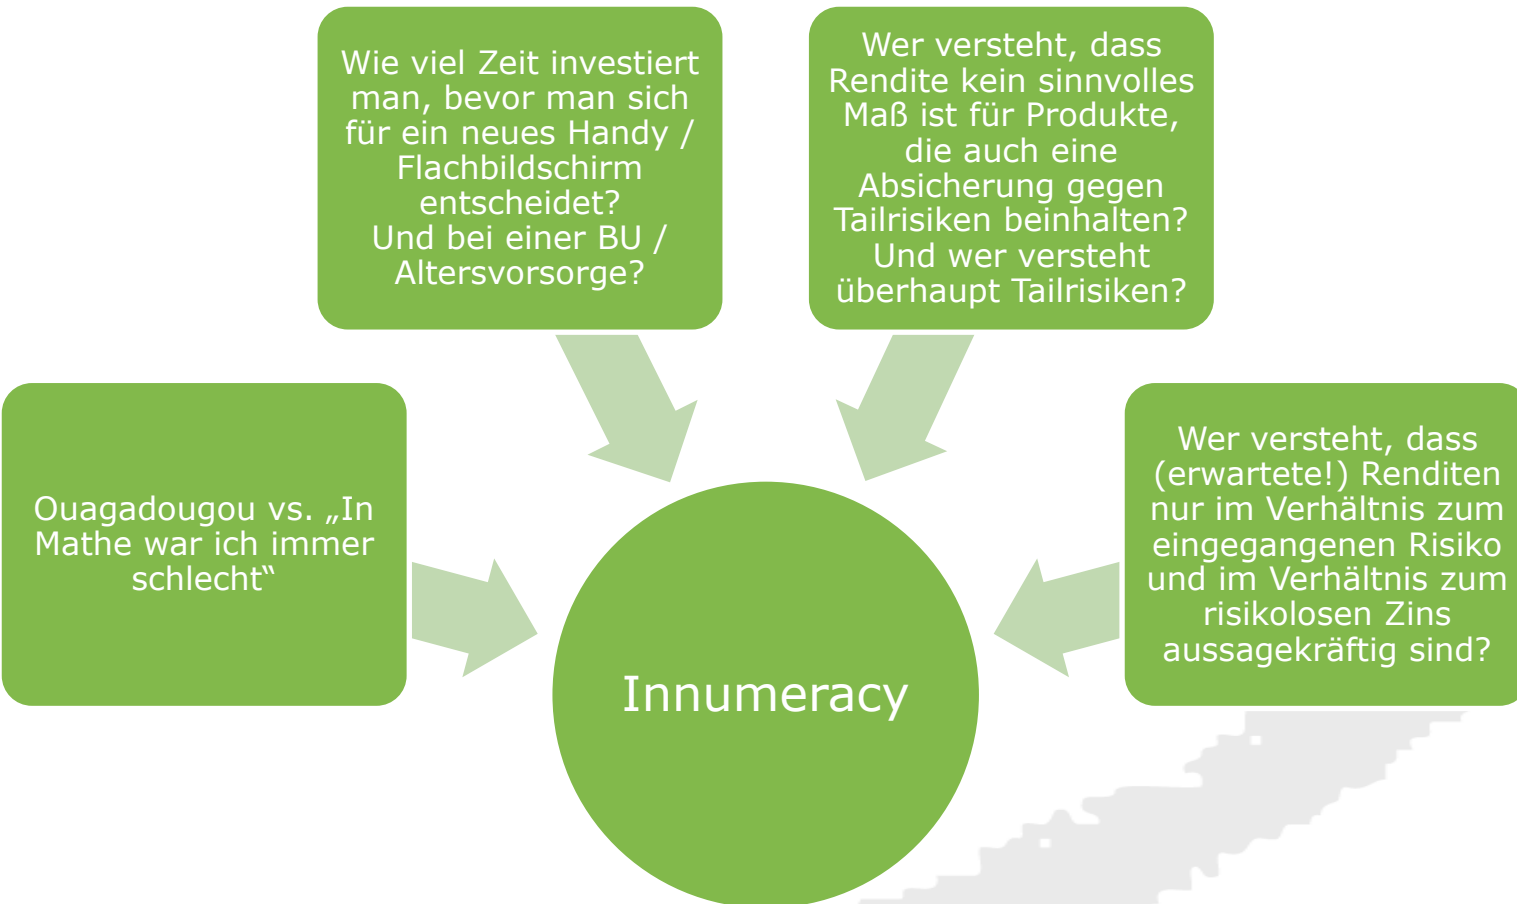 Wie viel Zeit investiert
man, bevor man sich
für ein neues Handy /
Flachbildschirm
entscheidet?
Und bei einer BU /
Altersvorsorge?
Wer versteht, dass
Rendite kein sinnvolles
Maß ist für Produkte,
die auch eine
Absicherung gegen
Tailrisiken beinhalten?
Und wer versteht
überhaupt Tailrisiken?
Ouagadougou vs. „In
Mathe war ich immer
schlecht“
Wer versteht, dass
(erwartete!) Renditen
nur im Verhältnis zum
eingegangenen Risiko
und im Verhältnis zum
risikolosen Zins
aussagekräftig sind?
Innumeracy